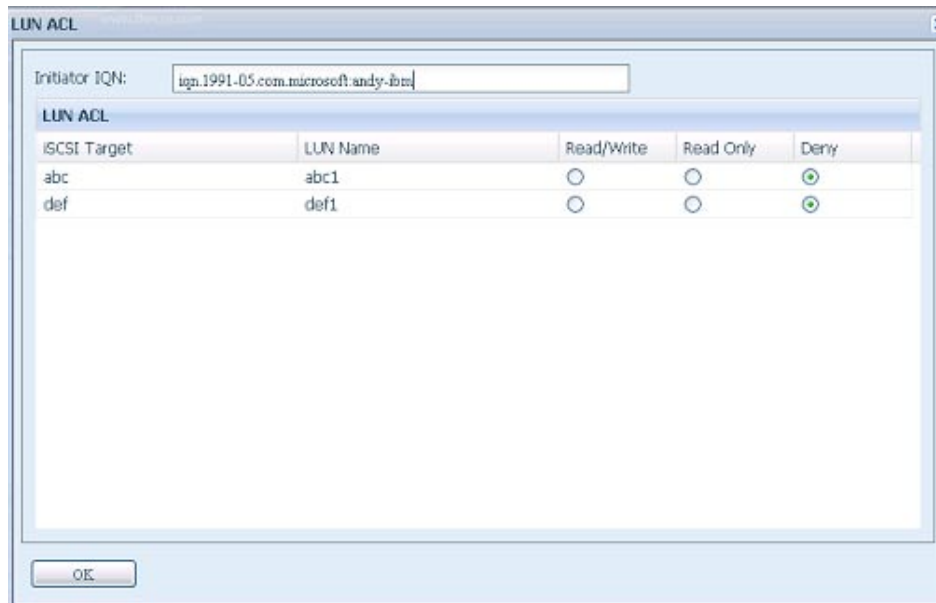 LUN ACL
Initiator IQN: iqn.1991-05.com.microsoft:andy-ibm
LUN ACL
iSCSI Target LUN Name Read/Write Read Only Deny
abc abc1
def def1
OK